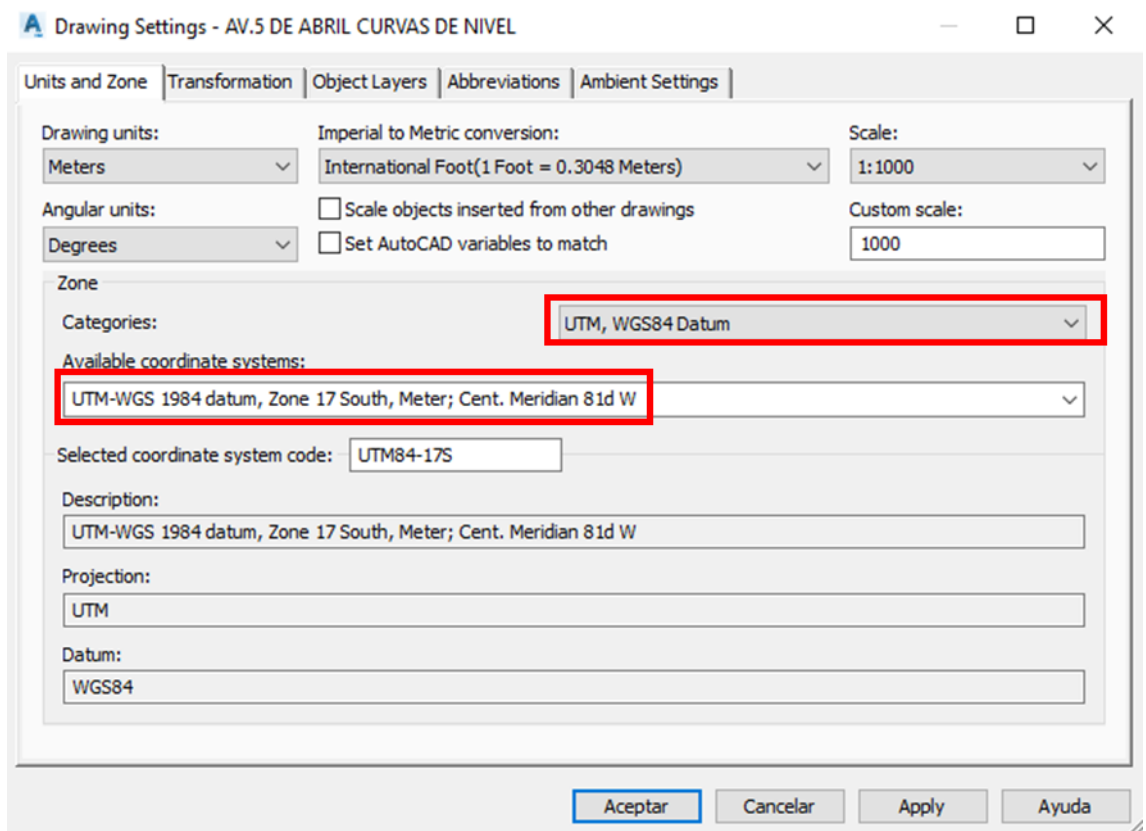 Drawing Settings - AV.5 DE ABRIL CURVAS DE NIVEL
Units and Zone Transformation Object Layers Abbreviations Ambient Settings
Drawing units: Imperial to Metric conversion: Scale:
Meters International Foot(1 Foot = 0.3048 Meters) 1:1000
Angular units: Scale objects inserted from other drawings Custom scale:
Degrees Set AutoCAD variables to match 1000
Zone
Categories: UTM, WGS84 Datum
Available coordinate systems:
UTM-WGS 1984 datum, Zone 17 South, Meter; Cent. Meridian 81d W
Selected coordinate system code: UTM84-17S
Description:
UTM-WGS 1984 datum, Zone 17 South, Meter; Cent. Meridian 81d W
Projection:
UTM
Datum:
WGS84
Aceptar Cancelar Apply Ayuda